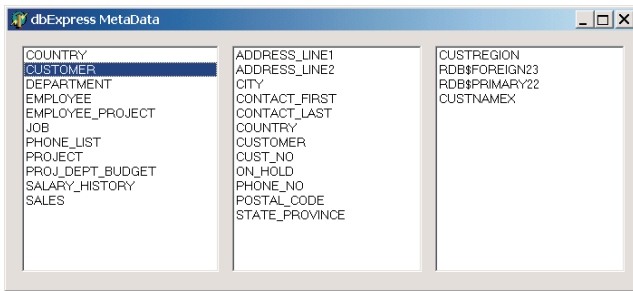 dbExpress MetaData
COUNTRY
CUSTOMER
DEPARTMENT
EMPLOYEE
EMPLOYEE_PROJECT
JOB
PHONE_LIST
PROJECT
PROJ_DEPT_BUDGET
SALARY_HISTORY
SALES
ADDRESS_LINE1
ADDRESS_LINE2
CITY
CONTACT_FIRST
CONTACT_LAST
COUNTRY
CUSTOMER
CUST_NO
ON_HOLD
PHONE_NO
POSTAL_CODE
STATE_PROVINCE
CUSTREGION
RDB$FOREIGN23
RDB$PRIMARY22
CUSTNAMEX